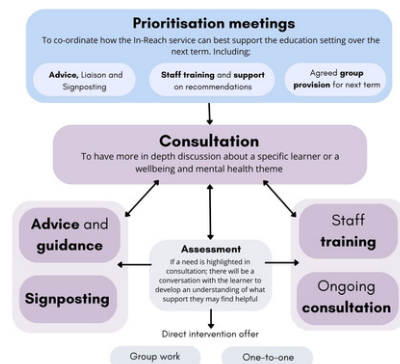 Prioritisation meetings
To co-ordinate how the In-Reach service can best support the education setting over the
next term. Including;
Advice, Liaison and
Signposting
Staff training and support
on recommendations
Agreed group
provision for next term
Consultation
To have more in depth discussion about a specific learner or a
wellbeing and mental health theme
Advice and
guidance
Signposting
Assessment
If a need is highlighted in
consultation; there will be a
conversation with the learner to
develop an understanding of what
support they may find helpful
Staff
training
Ongoing
consultation
Direct intervention offer
Group work
One-to-one